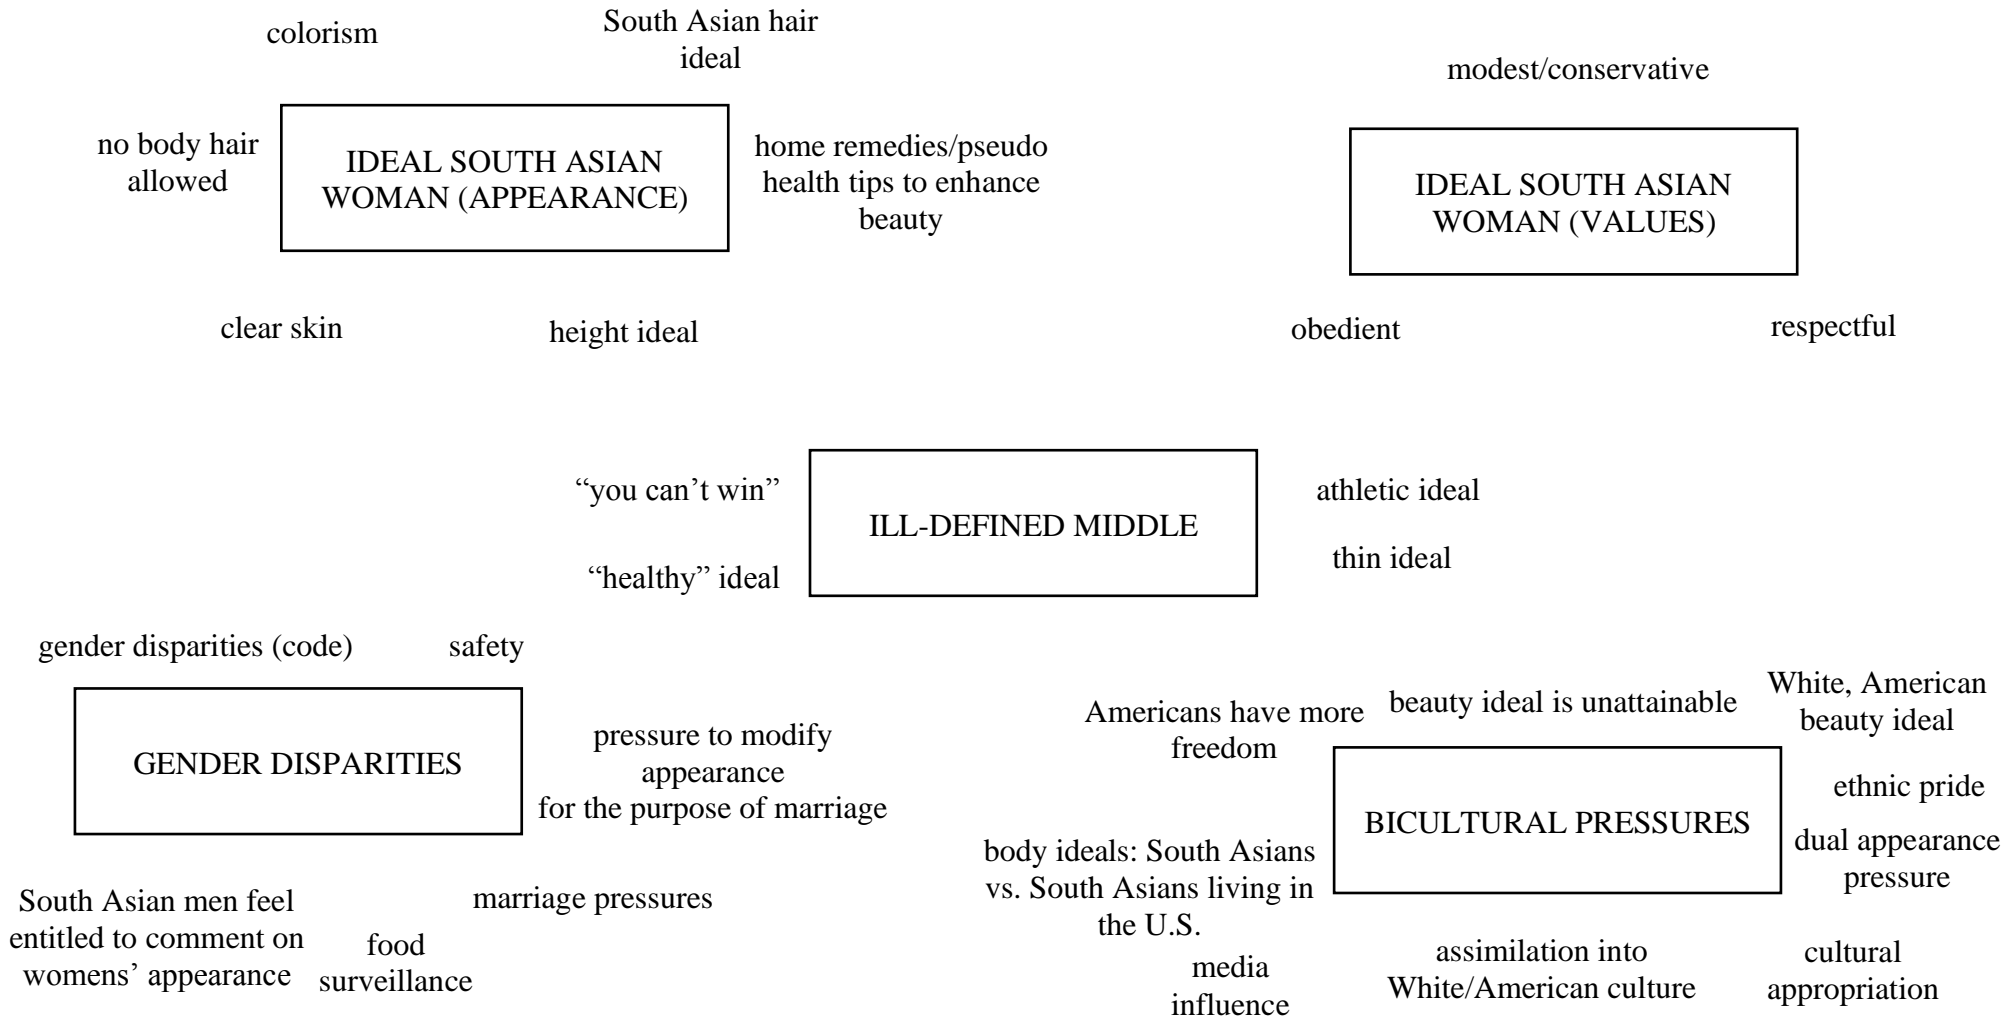 colorism
South Asian hair
ideal
no body hair
allowed
IDEAL SOUTH ASIAN
WOMAN (APPEARANCE)
home remedies/pseudo
health tips to enhance
beauty
clear skin
height ideal
modest/conservative
IDEAL SOUTH ASIAN
WOMAN (VALUES)
obedient
respectful
“you can’t win”
“healthy” ideal
ILL-DEFINED MIDDLE
athletic ideal
thin ideal
gender disparities (code)
safety
GENDER DISPARITIES
pressure to modify
appearance
for the purpose of marriage
South Asian men feel
entitled to comment on
womens’ appearance
food
surveillance
marriage pressures
Americans have more
freedom
beauty ideal is unattainable
White, American
beauty ideal
BICULTURAL PRESSURES
ethnic pride
dual appearance
pressure
body ideals: South Asians
vs. South Asians living in
the U.S.
media
influence
assimilation into
White/American culture
cultural
appropriation